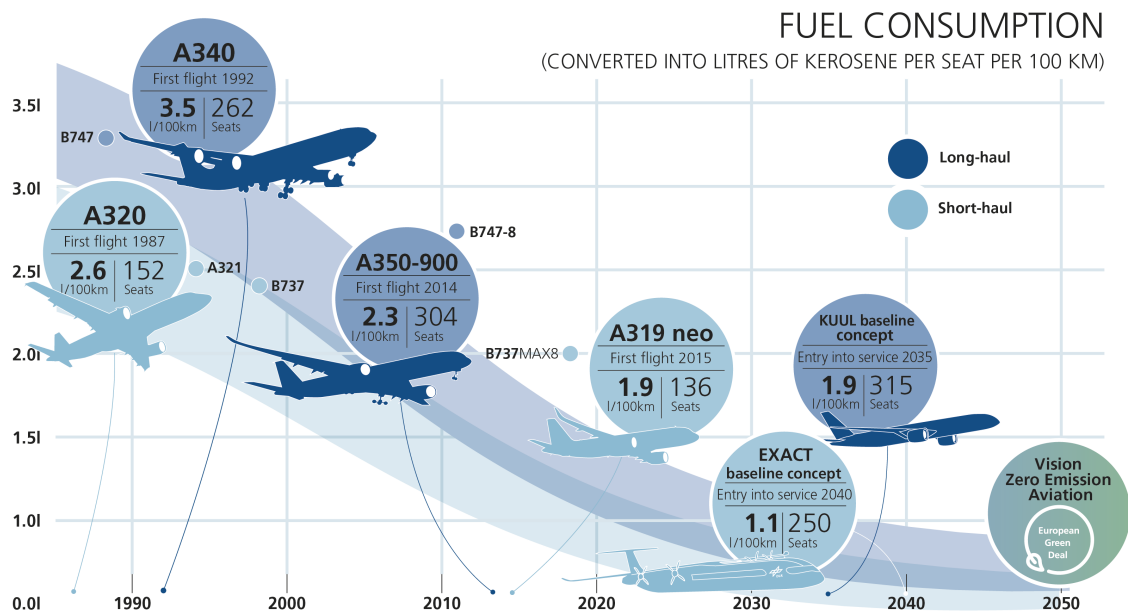 FUEL CONSUMPTION
(CONVERTED INTO LITRES OF KEROSENE PER SEAT PER 100 KM)
A340
First flight 1992
3.5 262
l/100km Seats
3.5l
B747
Long-haul
3.0l
Short-haul
A320
First flight 1987
2.6 152
l/100km Seats
B747-8
A321
2.5l
B737
A350-900
First flight 2014
2.3 304
l/100km Seats
A319 neo
First flight 2015
1.9 136
l/100km Seats
KUUL baseline
concept
Entry into service 2035
1.9 315
l/100km Seats
2.0l
B737MAX8
1.5l
EXACT
baseline concept
Entry into service 2040
1.1 250
l/100km Seats
Vision
Zero Emission
Aviation
European
Green
Deal
1.0l
0.0l
1990 2000 2010 2020 2030 2040 2050